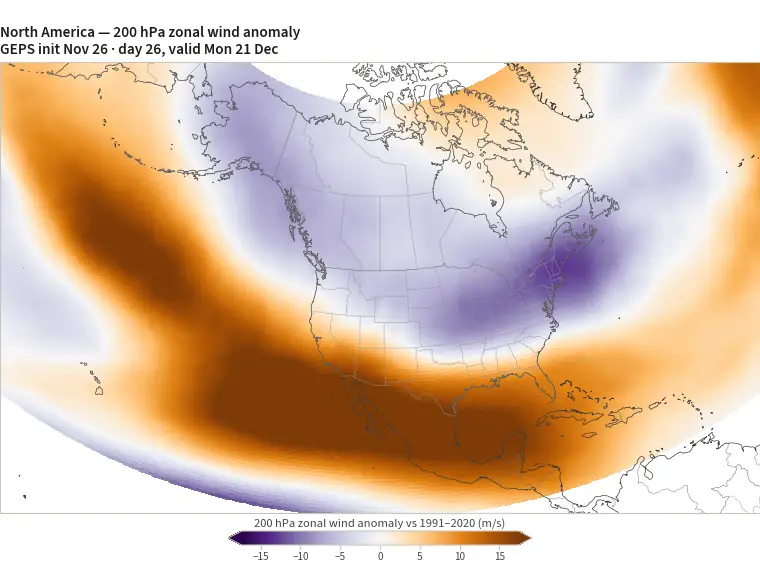 North America — 200 hPa zonal wind anomaly
GEPS init Nov 26 · day 26, valid Mon 21 Dec
200 hPa zonal wind anomaly vs 1991–2020 (m/s)
−15 −10 −5 0 5 10 15